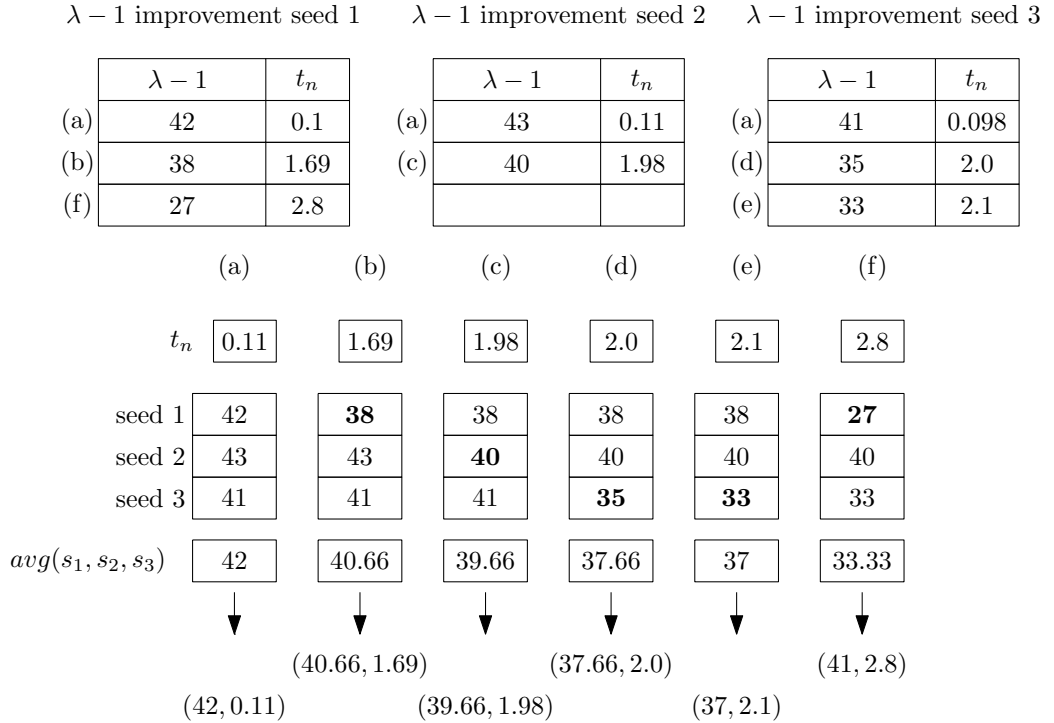 λ − 1 improvement seed 1 λ − 1 improvement seed 2 λ − 1 improvement seed 3
λ − 1 t_n λ − 1 t_n λ − 1 t_n
(a) 42 0.1 (a) 43 0.11 (a) 41 0.098
(b) 38 1.69 (c) 40 1.98 (d) 35 2.0
(f) 27 2.8 (e) 33 2.1
(a) (b) (c) (d) (e) (f)
t_n 0.11 1.69 1.98 2.0 2.1 2.8
seed 1 42 38 38 38 38 27
seed 2 43 43 40 40 40 40
seed 3 41 41 41 35 33 33
avg(s_1, s_2, s_3) 42 40.66 39.66 37.66 37 33.33
(40.66, 1.69) (37.66, 2.0) (41, 2.8)
(42, 0.11) (39.66, 1.98) (37, 2.1)